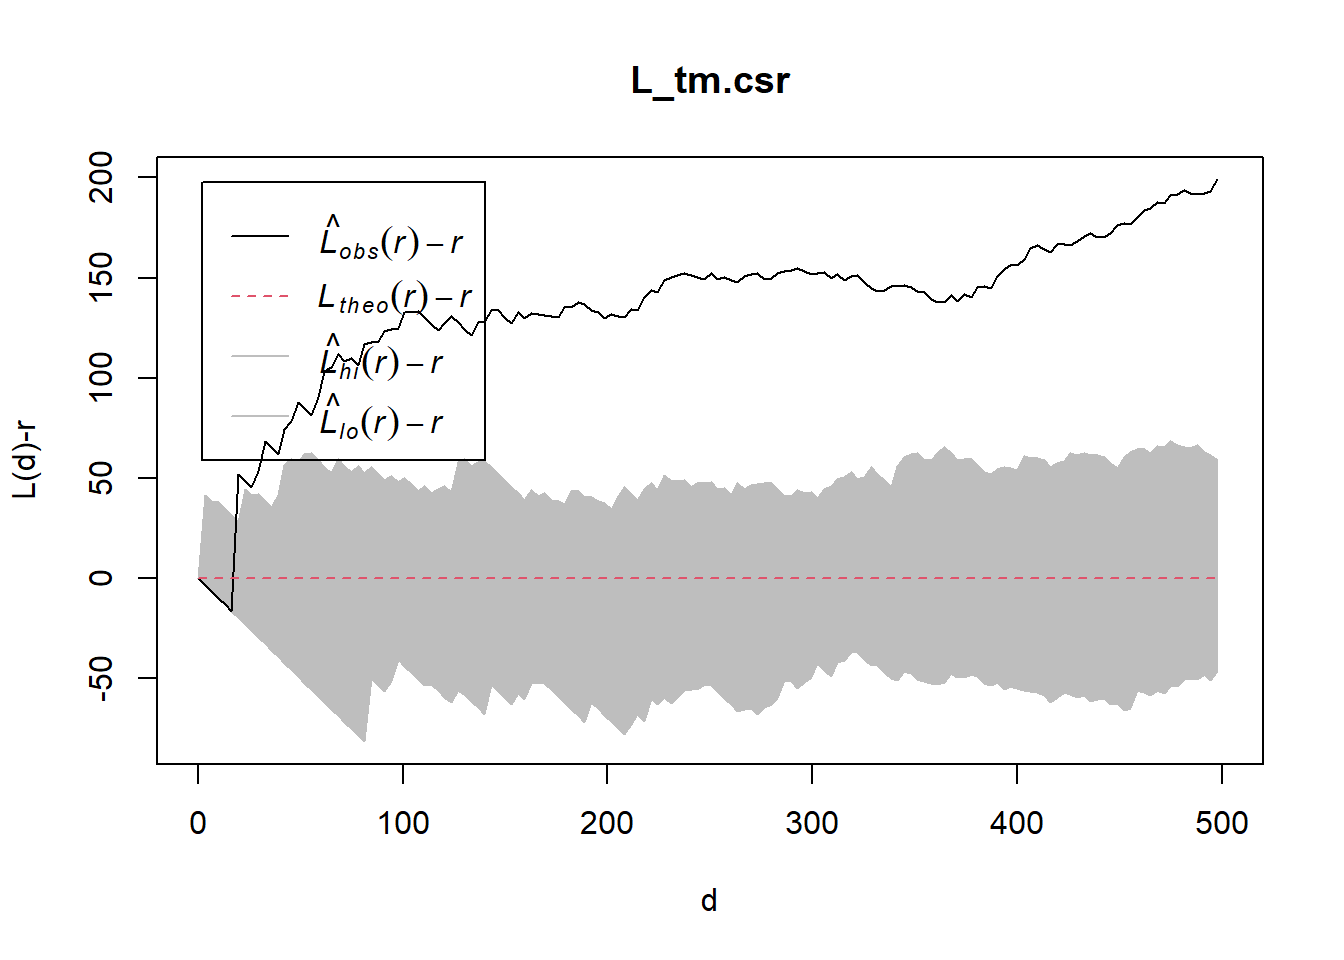 L_tm.csr
L(d)-r
200
150
100
50
0
-50
L̂obs(r) − r
Ltheo(r) − r
L̂hi(r) − r
L̂lo(r) − r
0 100 200 300 400 500
d